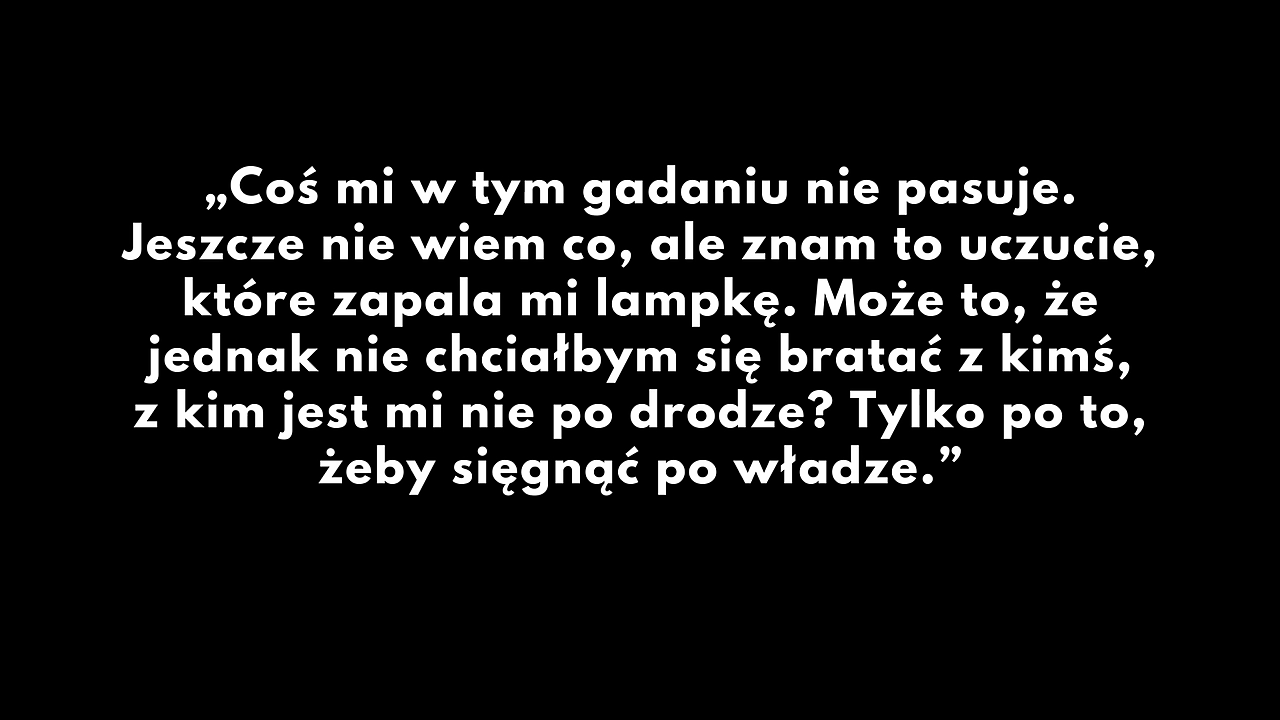 „Coś mi w tym gadaniu nie pasuje.
Jeszcze nie wiem co, ale znam to uczucie,
które zapala mi lampkę. Może to, że
jednak nie chciałbym się bratać z kimś,
z kim jest mi nie po drodze? Tylko po to,
żeby sięgnąć po władze.”